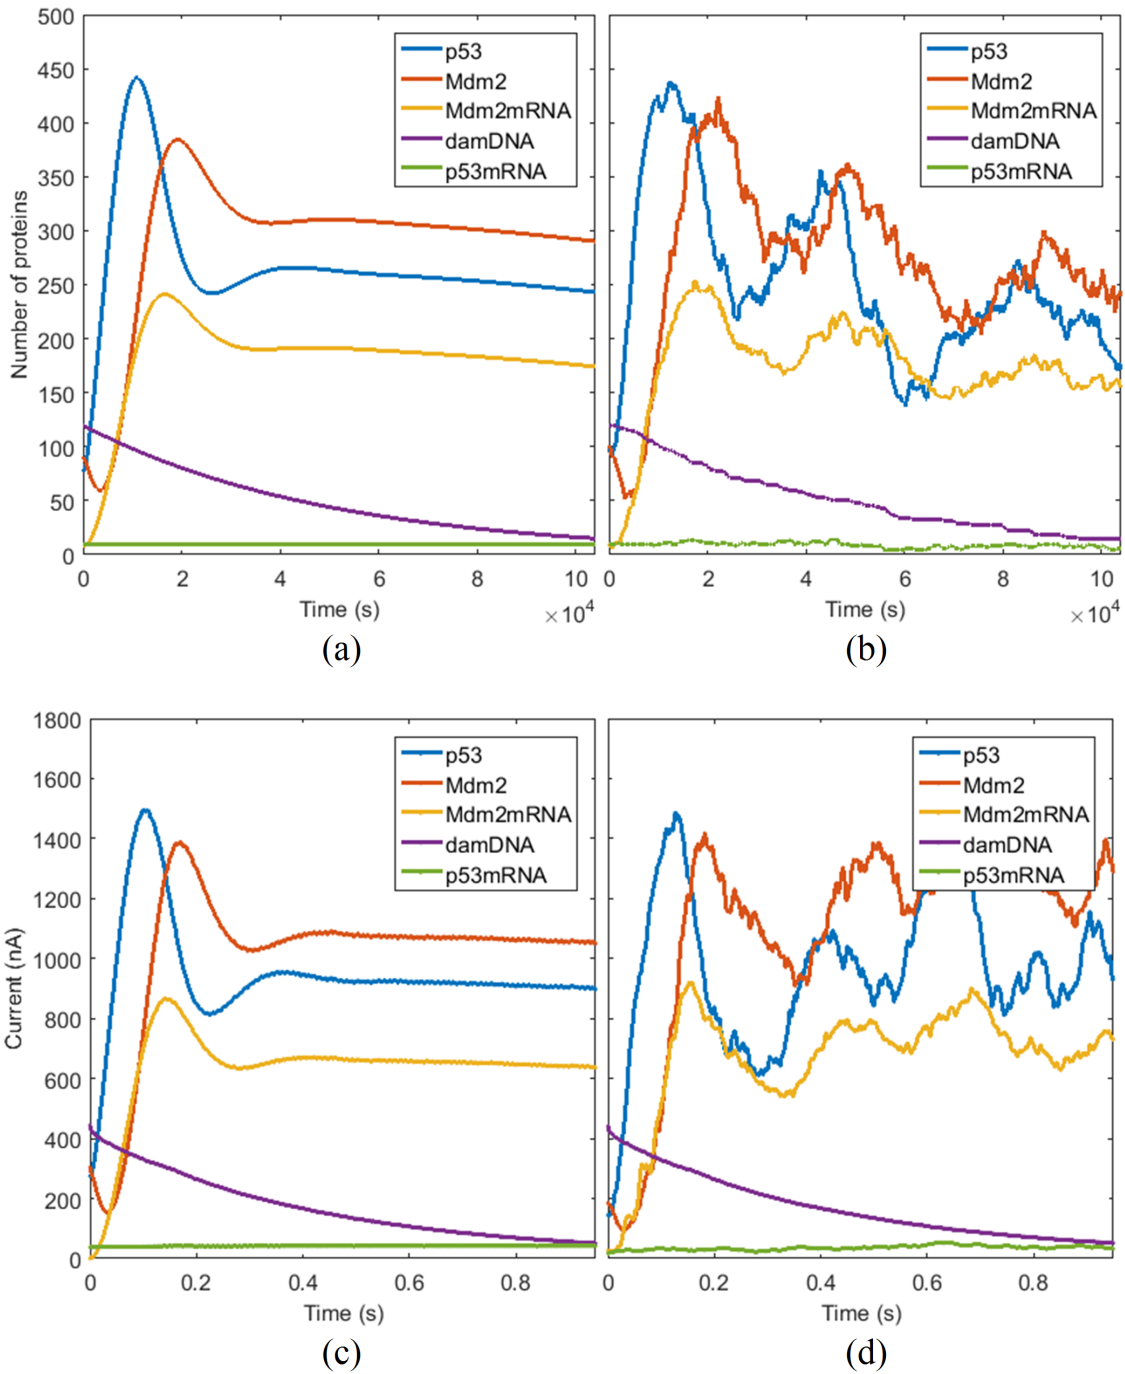 500
450
400
350
300
250
200
150
100
50
0
Number of proteins
p53
Mdm2
Mdm2mRNA
damDNA
p53mRNA
0 2 4 6 8 10
Time (s)
×10⁴
(a)
p53
Mdm2
Mdm2mRNA
damDNA
p53mRNA
0 2 4 6 8 10
Time (s)
×10⁴
(b)
1800
1600
1400
1200
1000
800
600
400
200
0
Current (nA)
p53
Mdm2
Mdm2mRNA
damDNA
p53mRNA
0 0.2 0.4 0.6 0.8
Time (s)
(c)
p53
Mdm2
Mdm2mRNA
damDNA
p53mRNA
0 0.2 0.4 0.6 0.8
Time (s)
(d)